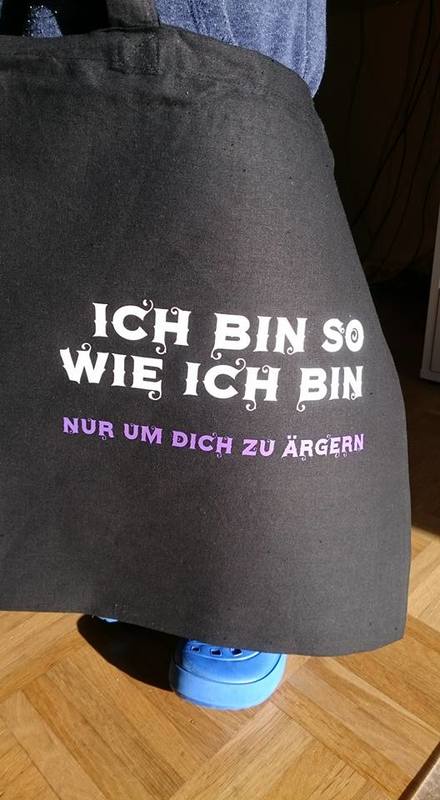 ICH BIN SO
WIE ICH BIN
NUR UM DICH ZU ÄRGERN